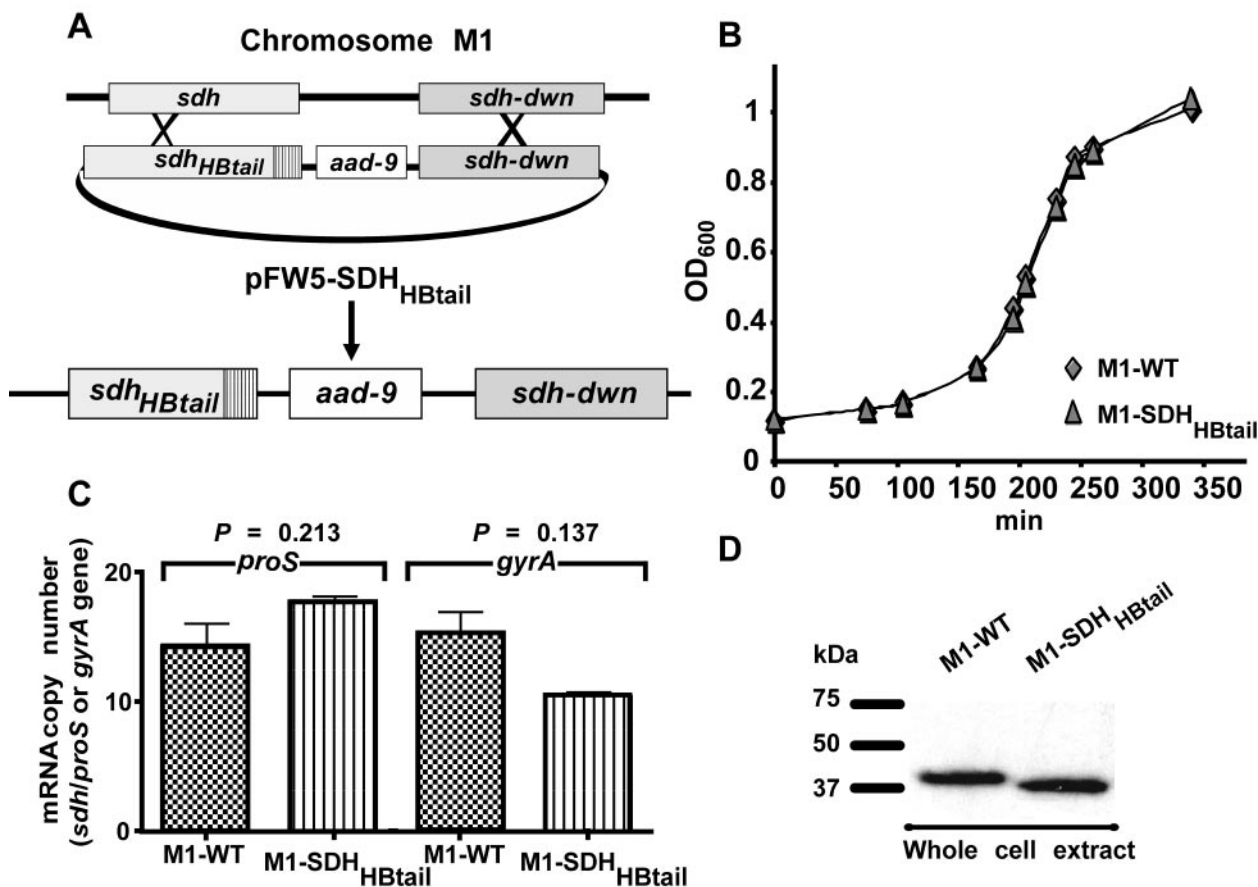 A
Chromosome M1
sdh
sdh-dwn
sdhHBtail
aad-9
sdh-dwn
pFW5-SDHHBtail
sdhHBtail
aad-9
sdh-dwn
B
OD600
1
0.8
0.6
0.4
0.2
0
0 50 100 150 200 250 300 350
min
M1-WT
M1-SDHHBtail
C
P = 0.213
P = 0.137
proS
gyrA
mRNA copy number
(sdh/proS or gyrA gene)
20
10
0
M1-WT
M1-SDHHBtail
M1-WT
M1-SDHHBtail
D
M1-WT
M1-SDHHBtail
kDa
75
50
37
Whole cell extract